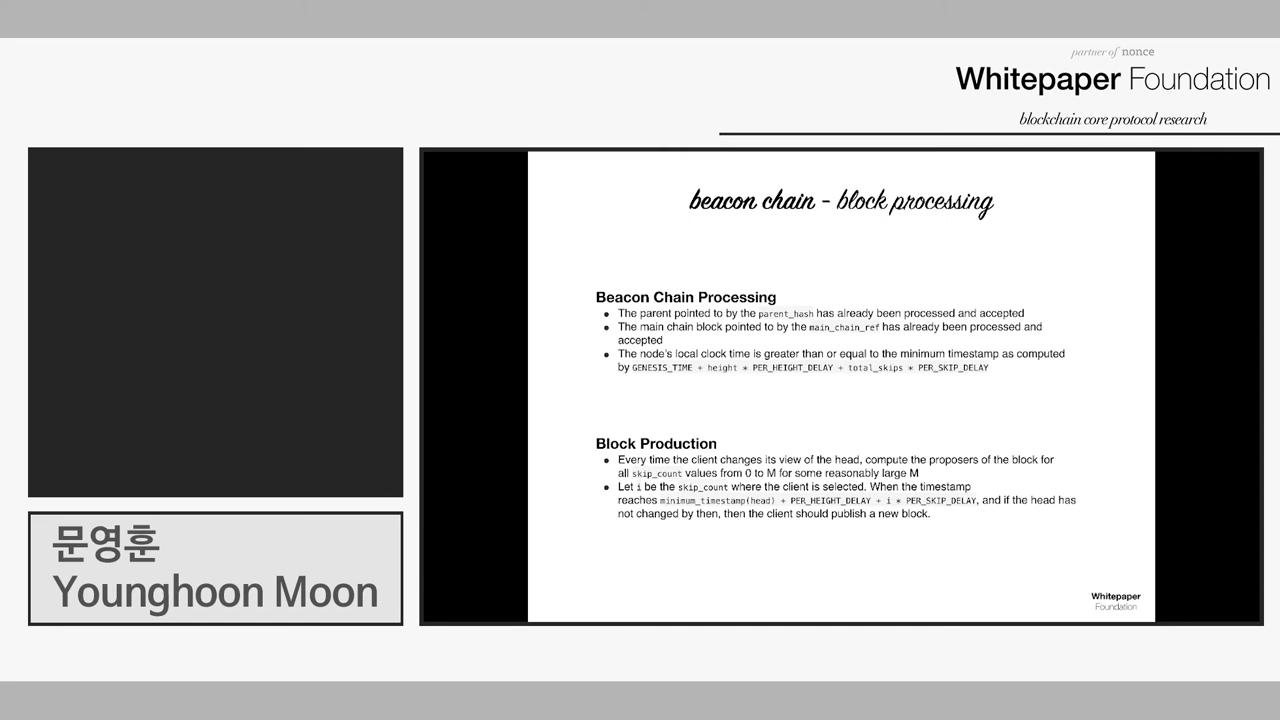 partner of nonce
Whitepaper Foundation
blockchain core protocol research
beacon chain - block processing
Beacon Chain Processing
• The parent pointed to by the parent_hash has already been processed and accepted
• The main chain block pointed to by the main_chain_ref has already been processed and
accepted
• The node's local clock time is greater than or equal to the minimum timestamp as computed
by GENESIS_TIME + height * PER_HEIGHT_DELAY + total_skips * PER_SKIP_DELAY
Block Production
• Every time the client changes its view of the head, compute the proposers of the block for
all skip_count values from 0 to M for some reasonably large M
• Let i be the skip_count where the client is selected. When the timestamp
reaches minimum_timestamp(head) + PER_HEIGHT_DELAY + i * PER_SKIP_DELAY, and if the head has
not changed by then, then the client should publish a new block.
Whitepaper
Foundation
문영훈
Younghoon Moon